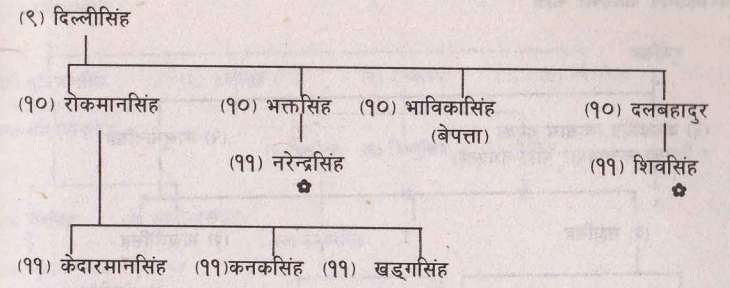 (९) दिल्लीसिंह
(१०) रोकमानसिंह (१०) भक्तसिंह (१०) भाविकासिंह (१०) दलबहादुर
(बेपत्ता)
(११) नरेन्द्रसिंह (११) शिवसिंह
(११) केदारमानसिंह (११)कनकसिंह (११) खड्गसिंह